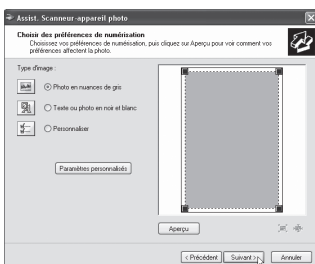 Assist. Scanneur-appareil photo
Choisir des préférences de numérisation
Choisissez vos préférences de numérisation, puis cliquez sur Aperçu pour voir comment vos
préférences affectent la photo.
Type d'image :
Photo en nuances de gris
Texte ou photo en noir et blanc
Personnaliser
Paramètres personnalisés
Aperçu
< Précédent
Suivant >
Annuler